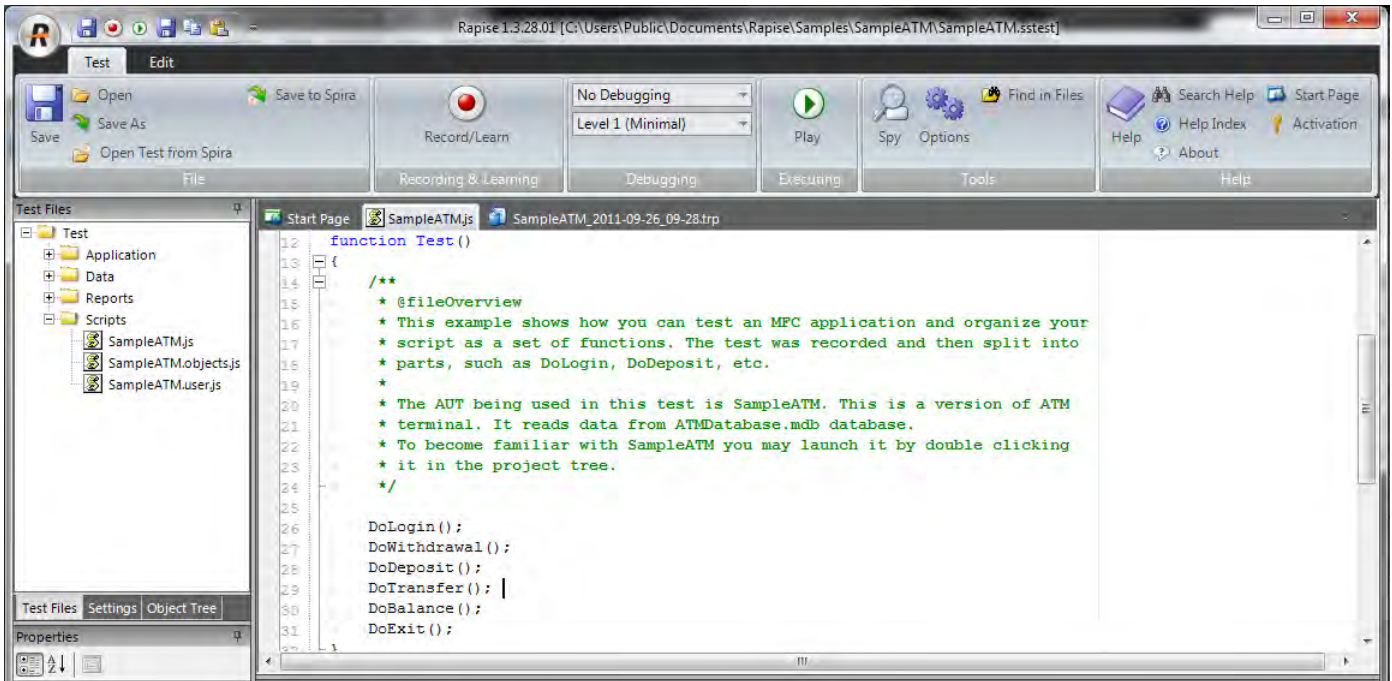 Rapise 1.3.28.01 [C:\Users\Public\Documents\Rapise\Samples\SampleATM\SampleATM.sstest]
Test Edit
Save
Open
Save As
Open Test from Spira
Save to Spira
File
Record/Learn
Recording & Learning
No Debugging
Level 1 (Minimal)
Debugging
Play
Executing
Spy
Options
Find in Files
Tools
Help
Search Help
Help Index
About
Start Page
Activation
Help
Test Files
Test
Application
Data
Reports
Scripts
SampleATM.js
SampleATM.objects.js
SampleATM.user.js
Test Files Settings Object Tree
Properties
Start Page SampleATM.js SampleATM_2011-09-26_09-28.trp
12 function Test()
13 {
14 /**
15 * @fileOverview
16 * This example shows how you can test an MFC application and organize your
17 * script as a set of functions. The test was recorded and then split into
18 * parts, such as DoLogin, DoDeposit, etc.
19 *
20 * The AUT being used in this test is SampleATM. This is a version of ATM
21 * terminal. It reads data from ATMDatabase.mdb database.
22 * To become familiar with SampleATM you may launch it by double clicking
23 * it in the project tree.
24 */
25
26 DoLogin();
27 DoWithdrawal();
28 DoDeposit();
29 DoTransfer();
30 DoBalance();
31 DoExit();